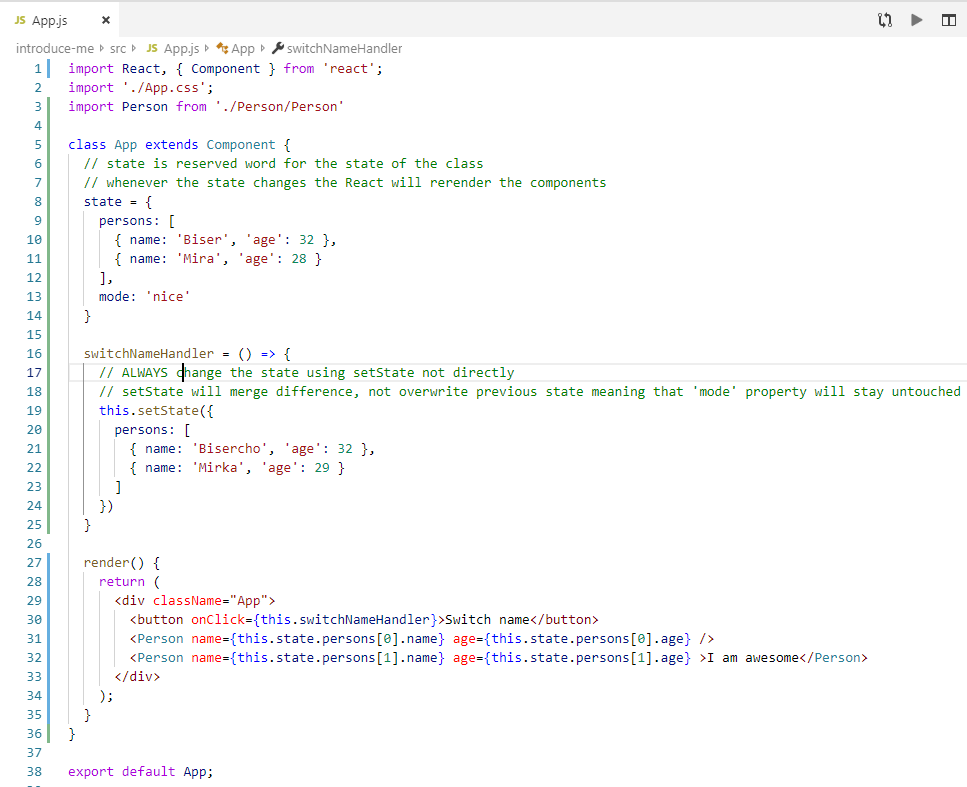 JS App.js ×
introduce-me src JS App.js App switchNameHandler
1 import React, { Component } from 'react';
2 import './App.css';
3 import Person from './Person/Person'
4
5 class App extends Component {
6 // state is reserved word for the state of the class
7 // whenever the state changes the React will rerender the components
8 state = {
9 persons: [
10 { name: 'Biser', 'age': 32 },
11 { name: 'Mira', 'age': 28 }
12 ],
13 mode: 'nice'
14 }
15
16 switchNameHandler = () => {
17 // ALWAYS change the state using setState not directly
18 // setState will merge difference, not overwrite previous state meaning that 'mode' property will stay untouched
19 this.setState({
20 persons: [
21 { name: 'Bisercho', 'age': 32 },
22 { name: 'Mirka', 'age': 29 }
23 ]
24 })
25 }
26
27 render() {
28 return (
29 <div className="App">
30 <button onClick={this.switchNameHandler}>Switch name</button>
31 <Person name={this.state.persons[0].name} age={this.state.persons[0].age} />
32 <Person name={this.state.persons[1].name} age={this.state.persons[1].age} >I am awesome</Person>
33 </div>
34 );
35 }
36 }
37
38 export default App;